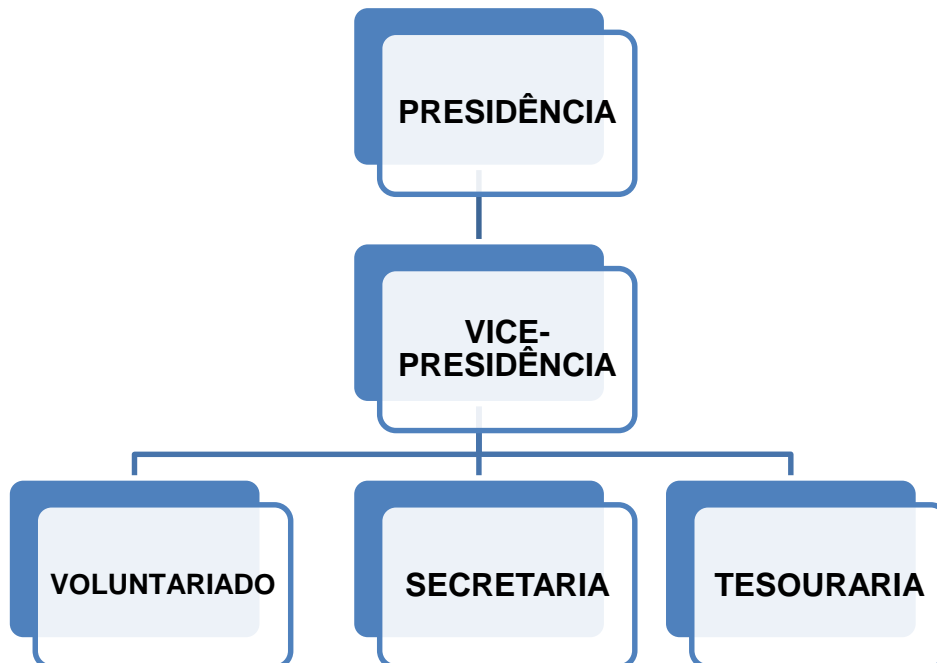 PRESIDÊNCIA
VICE-
PRESIDÊNCIA
VOLUNTARIADO
SECRETARIA
TESOURARIA